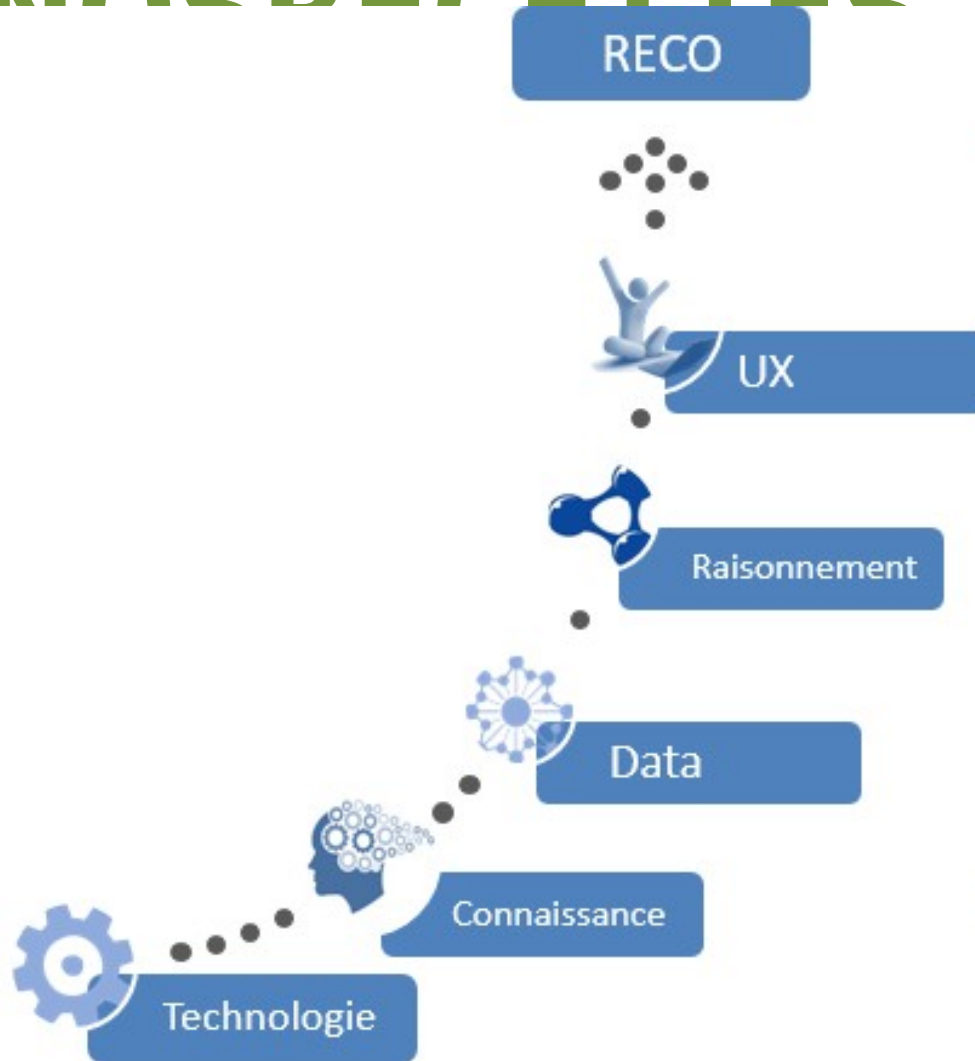 RECO
UX
Raisonnement
Data
Connaissance
Technologie